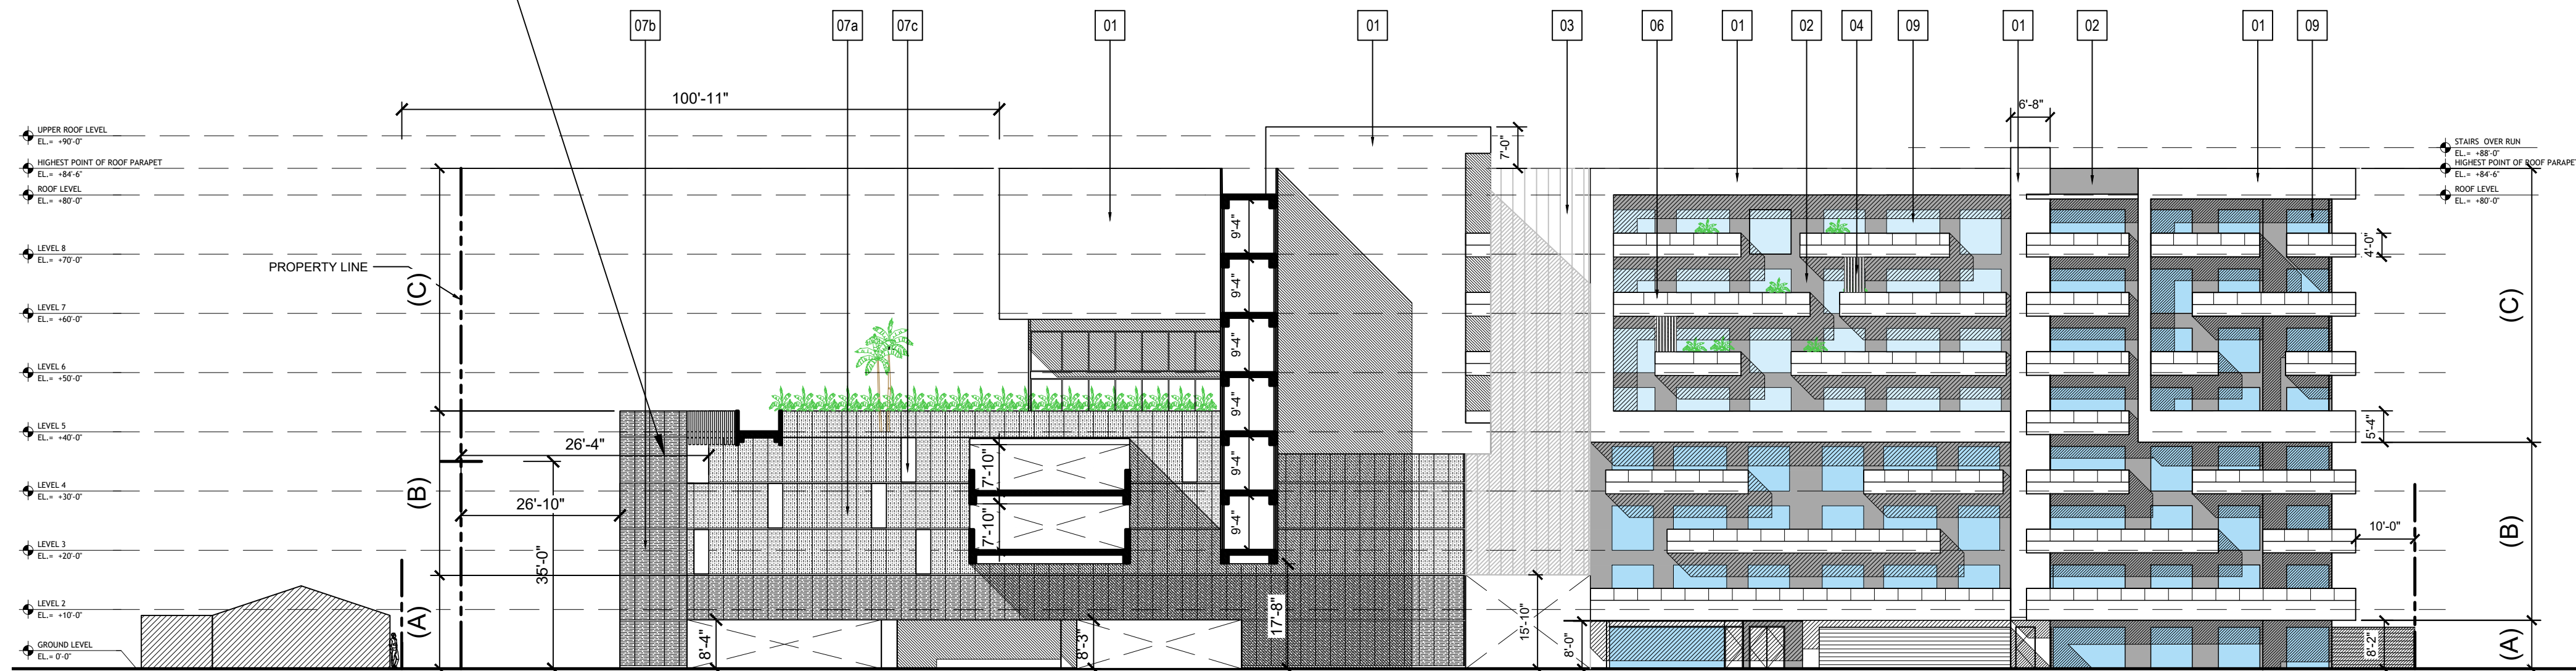 07b
07a
07c
01
01
03
06
01
02
04
09
01
02
01
09
100'-11"
6'-8"
UPPER ROOF LEVEL
EL.= +90'-0"
HIGHEST POINT OF ROOF PARAPET
EL.= +84'-6"
ROOF LEVEL
EL.= +80'-0"
LEVEL 8
EL.= +70'-0"
LEVEL 7
EL.= +60'-0"
LEVEL 6
EL.= +50'-0"
LEVEL 5
EL.= +40'-0"
LEVEL 4
EL.= +30'-0"
LEVEL 3
EL.= +20'-0"
LEVEL 2
EL.= +10'-0"
GROUND LEVEL
EL.= 0'-0"
PROPERTY LINE
(C)
(B)
(A)
26'-4"
26'-10"
35'-0"
7'-10"
7'-10"
9'-4"
9'-4"
9'-4"
9'-4"
9'-4"
9'-4"
8'-4"
8'-3"
17'-8"
7'-0"
15'-10"
8'-0"
STAIRS OVER RUN
EL.= +88'-0"
HIGHEST POINT OF ROOF PARAPET
EL.= +84'-6"
ROOF LEVEL
EL.= +80'-0"
4'-0"
5'-4"
10'-0"
8'-2"
(C)
(B)
(A)